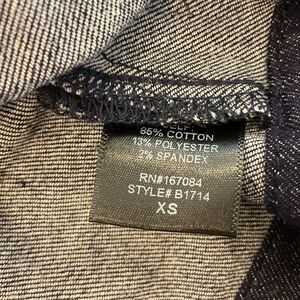 85% COTTON
13% POLYESTER
2% SPANDEX
RN#167084
STYLE# B1714
XS